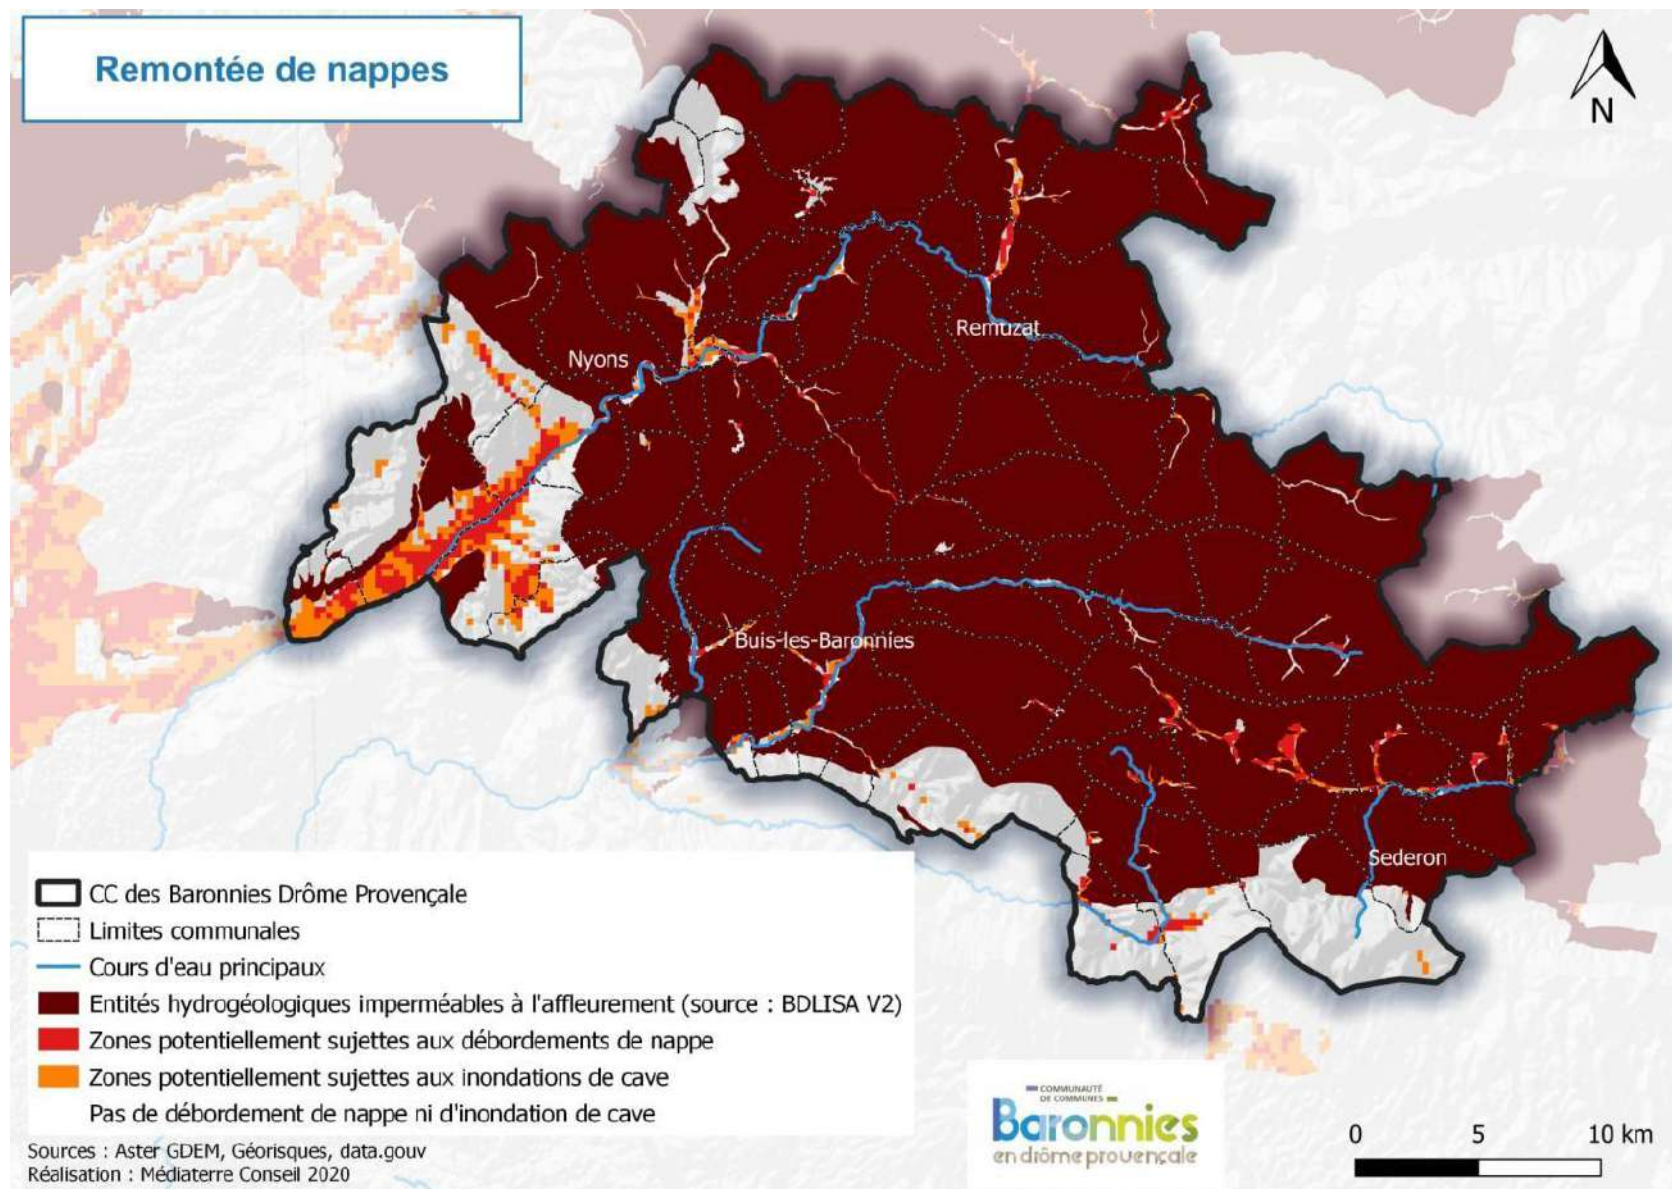 Remontée de nappes
N
Remuzat
Nyons
Buis-les-Baronnies
Sederon
CC des Baronnies Drôme Provençale
Limites communales
Cours d'eau principaux
Entités hydrogéologiques imperméables à l'affleurement (source : BDLISA V2)
Zones potentiellement sujettes aux débordements de nappe
Zones potentiellement sujettes aux inondations de cave
Pas de débordement de nappe ni d'inondation de cave
Sources : Aster GDEM, Géorisques, data.gouv
Réalisation : Médiaterre Conseil 2020
COMMUNAUTÉ
DE COMMUNES
Baronnies
en drôme provençale
0 5 10 km